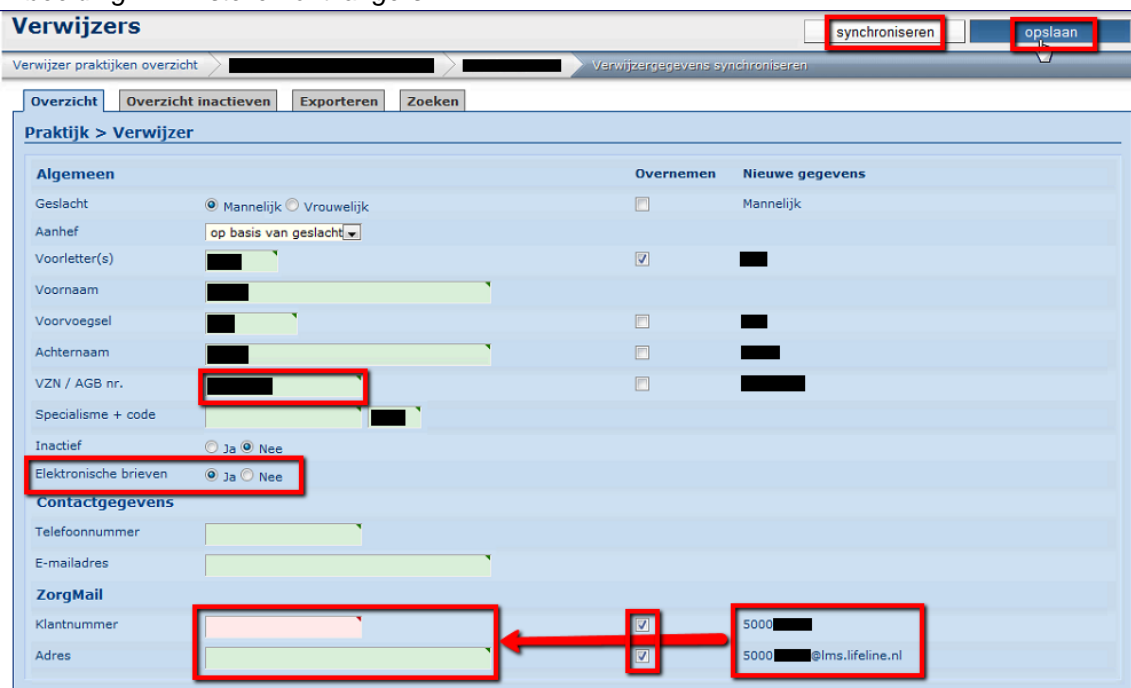 Verwijzers
synchroniseren opslaan
Verwijzer praktijken overzicht Verwijzergegevens synchroniseren
Overzicht Overzicht inactieven Exporteren Zoeken
Praktijk > Verwijzer
Algemeen Overnemen Nieuwe gegevens
Geslacht Mannelijk Vrouwelijk Mannelijk
Aanhef op basis van geslacht
Voorletter(s)
Voornaam
Voorvoegsel
Achternaam
VZN / AGB nr.
Specialisme + code
Inactief Ja Nee
Elektronische brieven Ja Nee
Contactgegevens
Telefoonnummer
E-mailadres
ZorgMail
Klantnummer 5000
Adres 5000 @lms.lifeline.nl